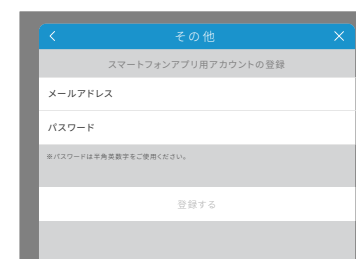 その他
スマートフォンアプリ用アカウントの登録
メールアドレス
パスワード
※パスワードは半角英数字をご使用ください。
登録する